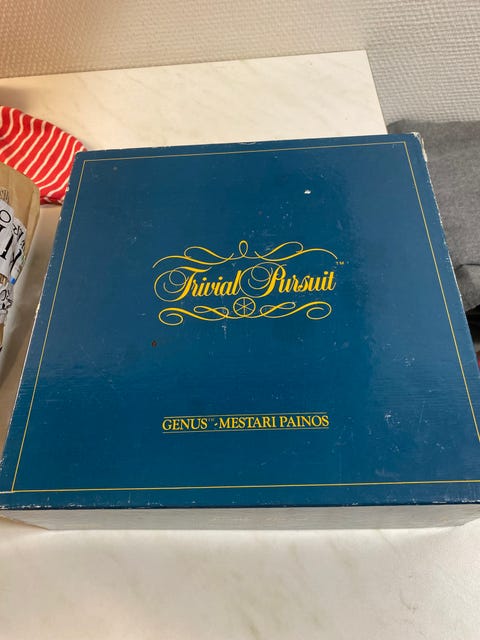 Trivial Pursuit™
GENUS™-MESTARI PAINOS